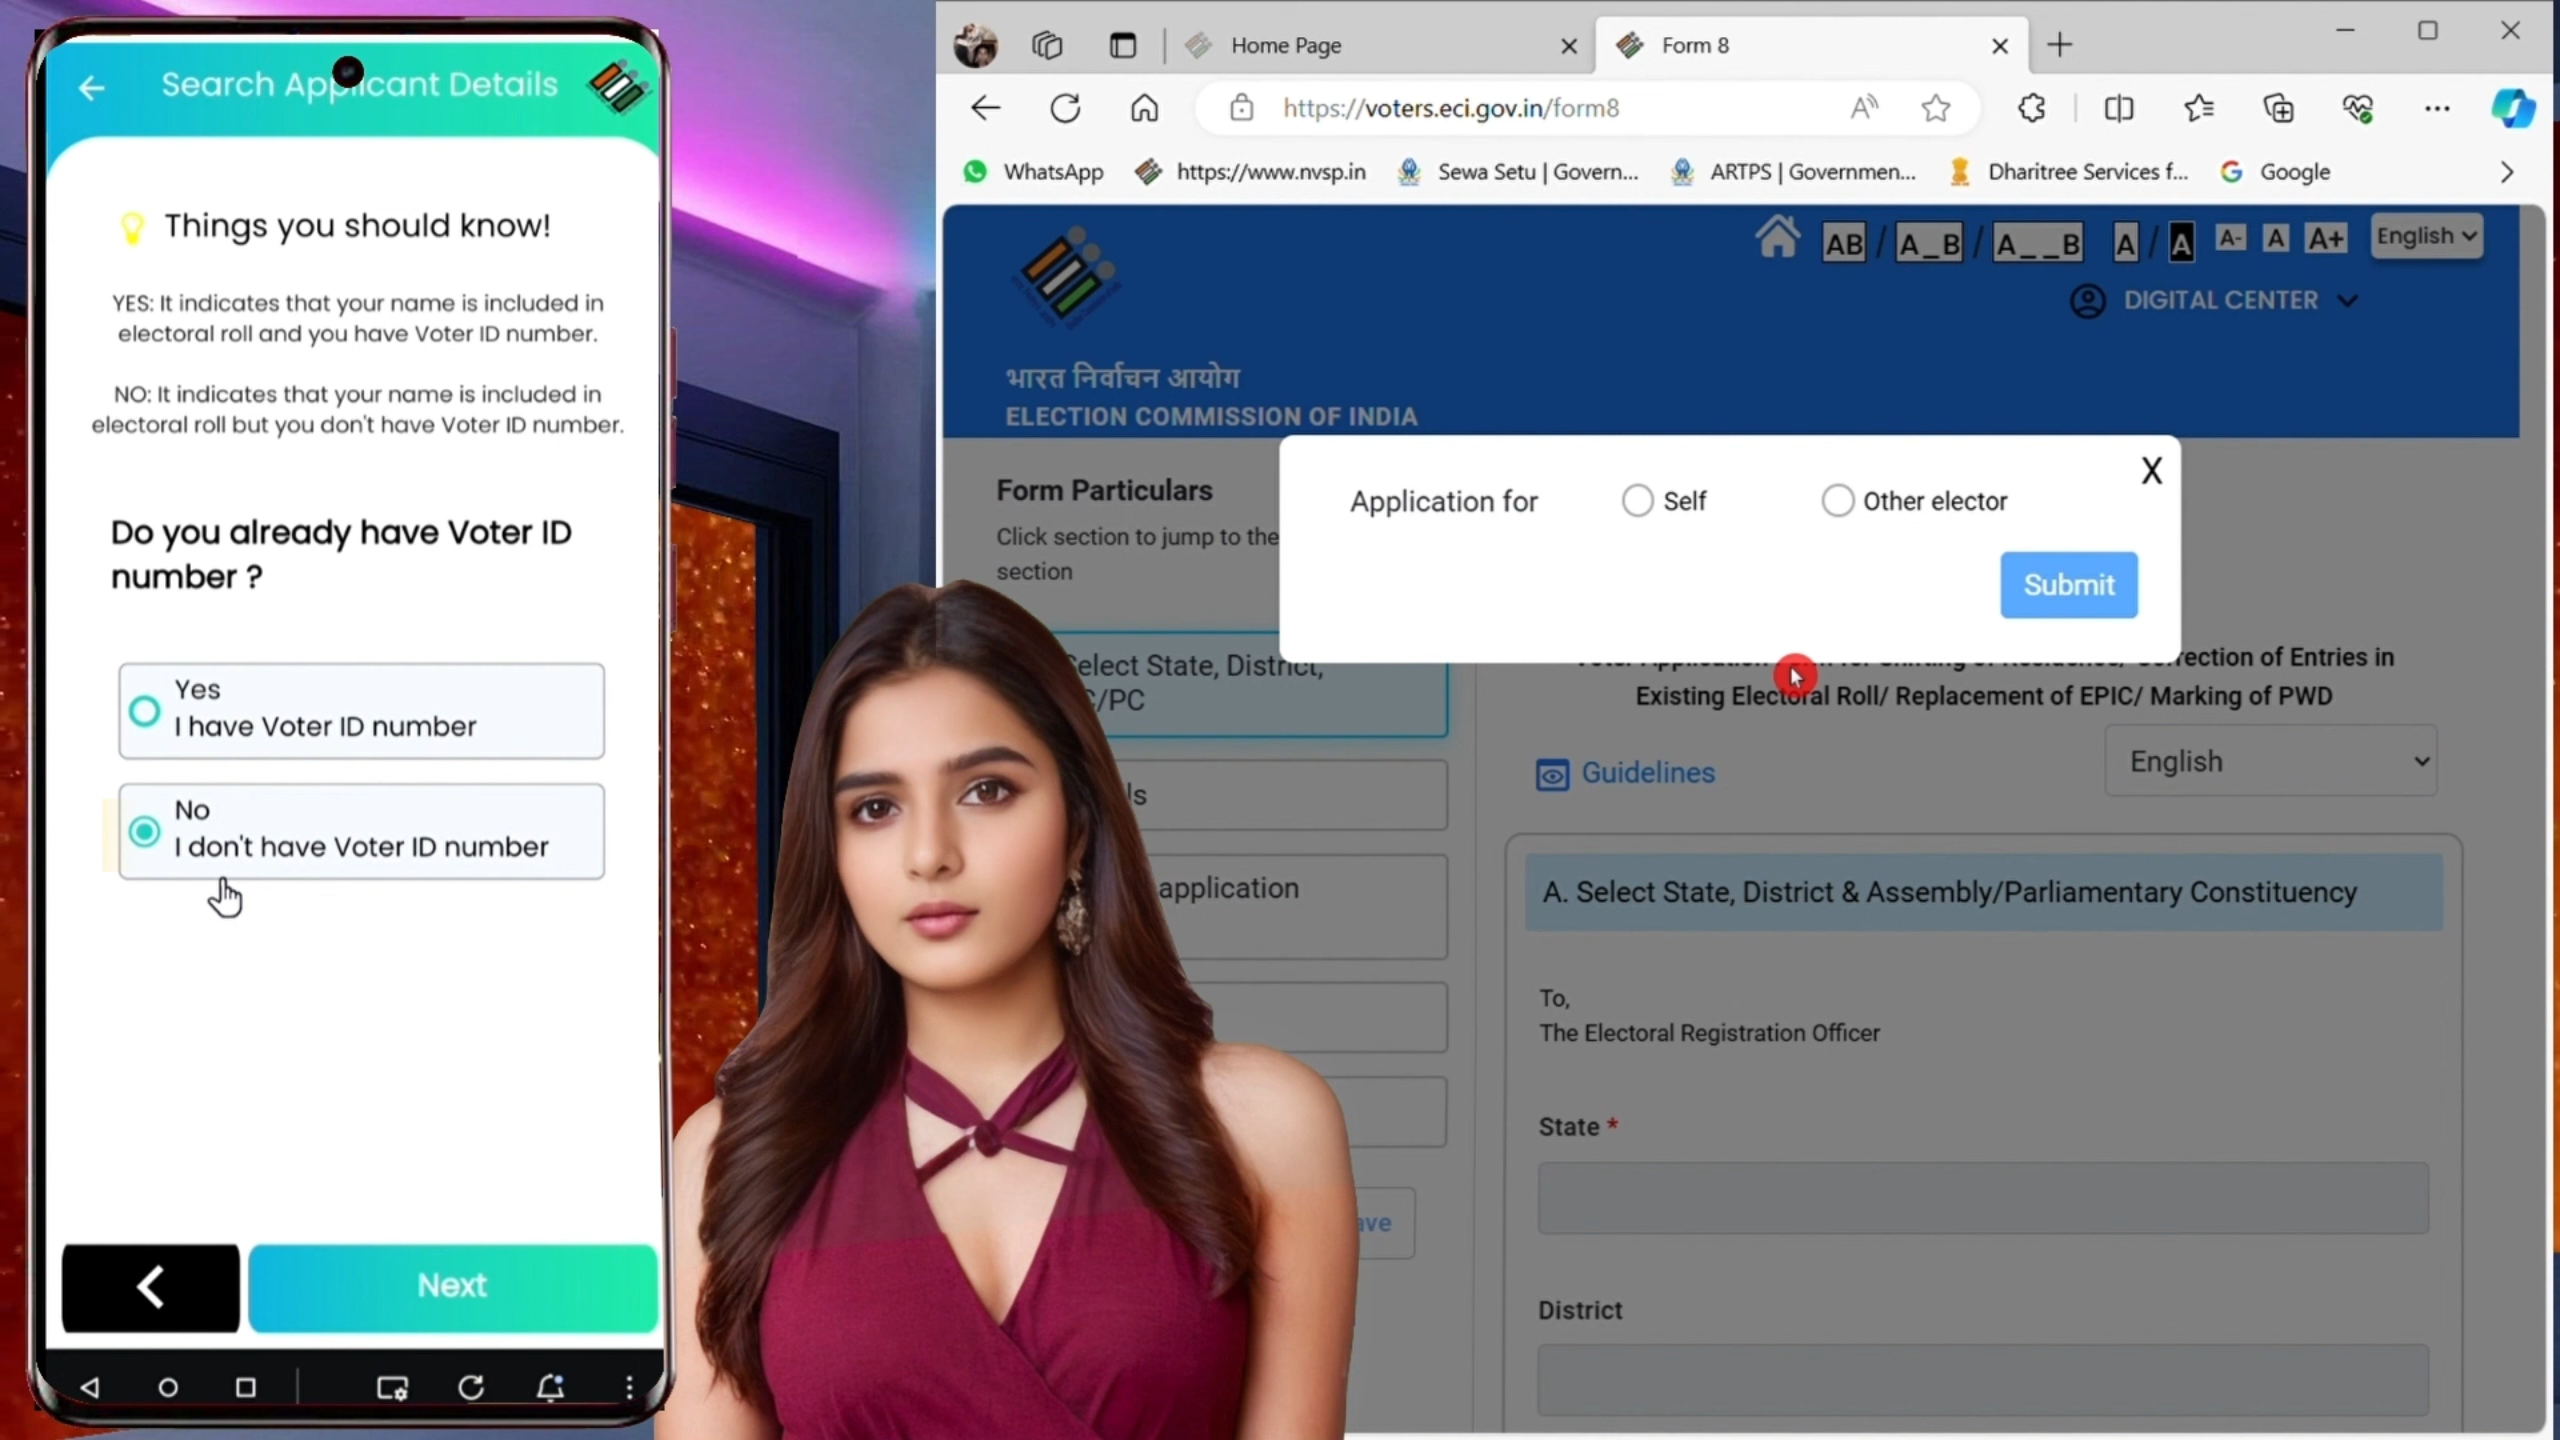 Search Applicant Details
Things you should know!
YES: It indicates that your name is included in
electoral roll and you have Voter ID number.
NO: It indicates that your name is included in
electoral roll but you don't have Voter ID number.
Do you already have Voter ID
number ?
Yes
I have Voter ID number
No
I don't have Voter ID number
Next
Home Page
Form 8
https://voters.eci.gov.in/form8
WhatsApp
https://www.nvsp.in
Sewa Setu | Govern...
ARTPS | Governmen...
Dharitree Services f...
Google
AB / A_B / A__B A / A A- A A+ English
DIGITAL CENTER
भारत निर्वाचन आयोग
ELECTION COMMISSION OF INDIA
Form Particulars
Click section to jump to the
section
Application for
Self
Other elector
X
Submit
Select State, District,
/PC
application
Existing Electoral Roll/ Replacement of EPIC/ Marking of PWD
Guidelines
English
A. Select State, District & Assembly/Parliamentary Constituency
To,
The Electoral Registration Officer
State *
District